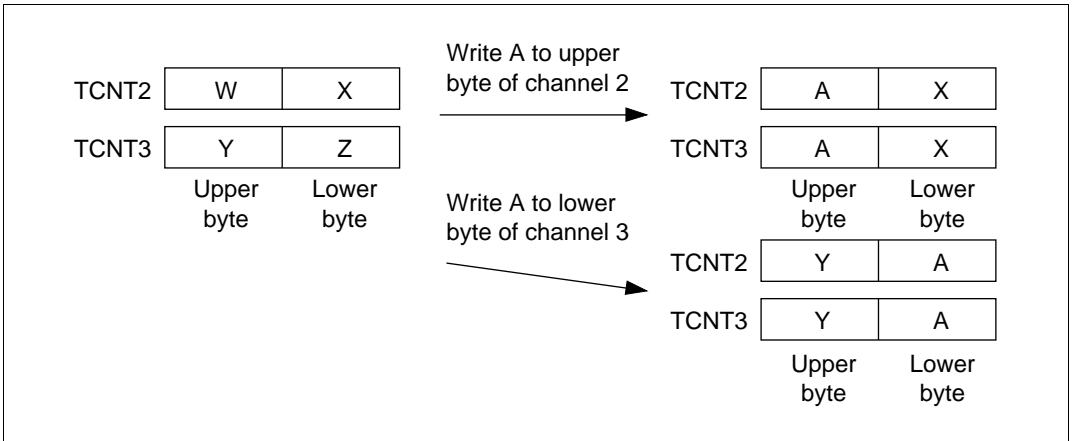 TCNT2 W X
TCNT3 Y Z
Upper byte Lower byte
Write A to upper
byte of channel 2
TCNT2 A X
TCNT3 A X
Upper byte Lower byte
Write A to lower
byte of channel 3
TCNT2 Y A
TCNT3 Y A
Upper byte Lower byte